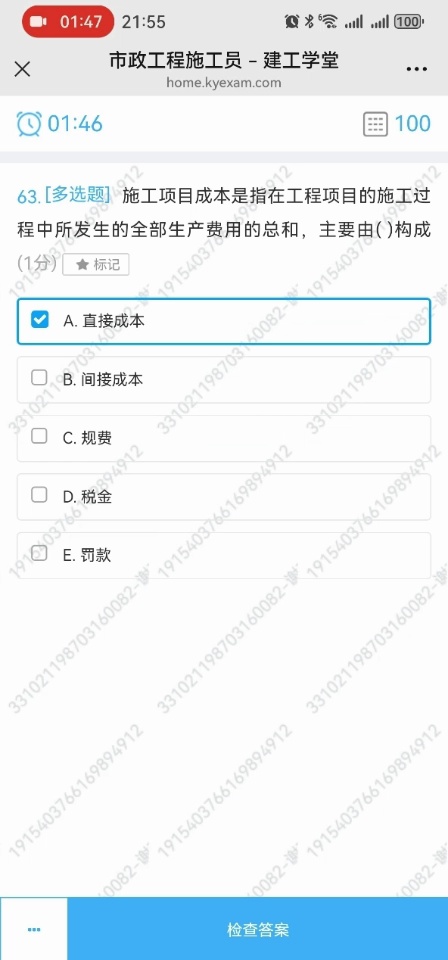 01:47 21:55 100
市政工程施工员 - 建工学堂
home.kyexam.com
01:46 100
63.[多选题] 施工项目成本是指在工程项目的施工过
程中所发生的全部生产费用的总和，主要由( )构成
(1分) ★ 标记
A. 直接成本
B. 间接成本
C. 规费
D. 税金
E. 罚款
检查答案